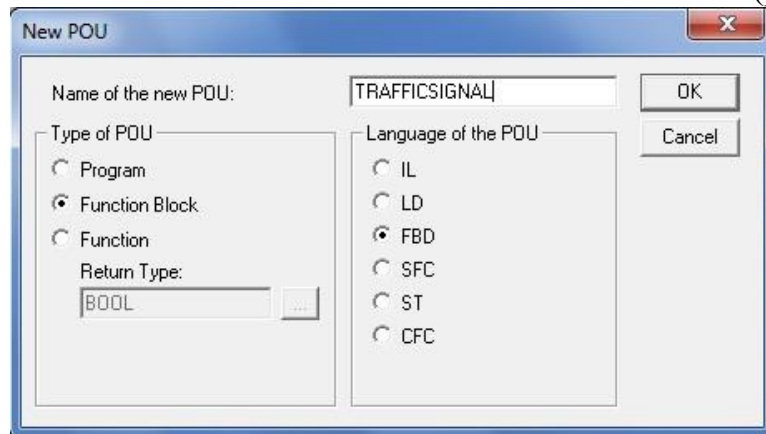 New POU
Name of the new POU:
TRAFFICSIGNAL
OK
Cancel
Type of POU
Program
Function Block
Function
Return Type:
BOOL
...
Language of the POU
IL
LD
FBD
SFC
ST
CFC